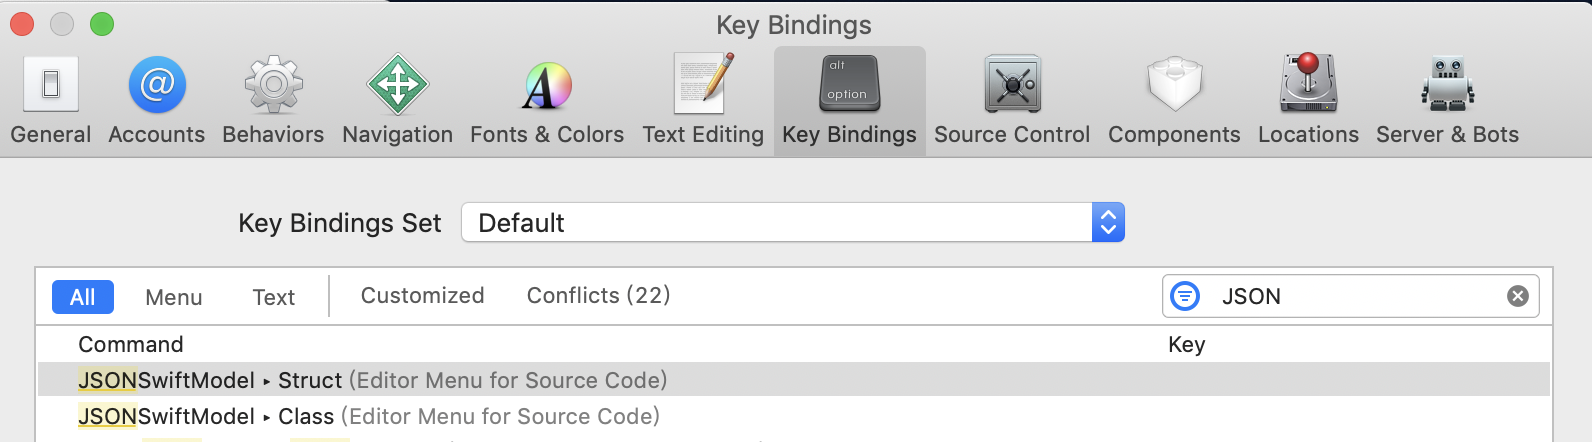 Key Bindings
General Accounts Behaviors Navigation Fonts & Colors Text Editing alt option Key Bindings Source Control Components Locations Server & Bots
Key Bindings Set Default
All Menu Text Customized Conflicts (22) JSON
Command Key
JSONSwiftModel ▸ Struct (Editor Menu for Source Code)
JSONSwiftModel ▸ Class (Editor Menu for Source Code)